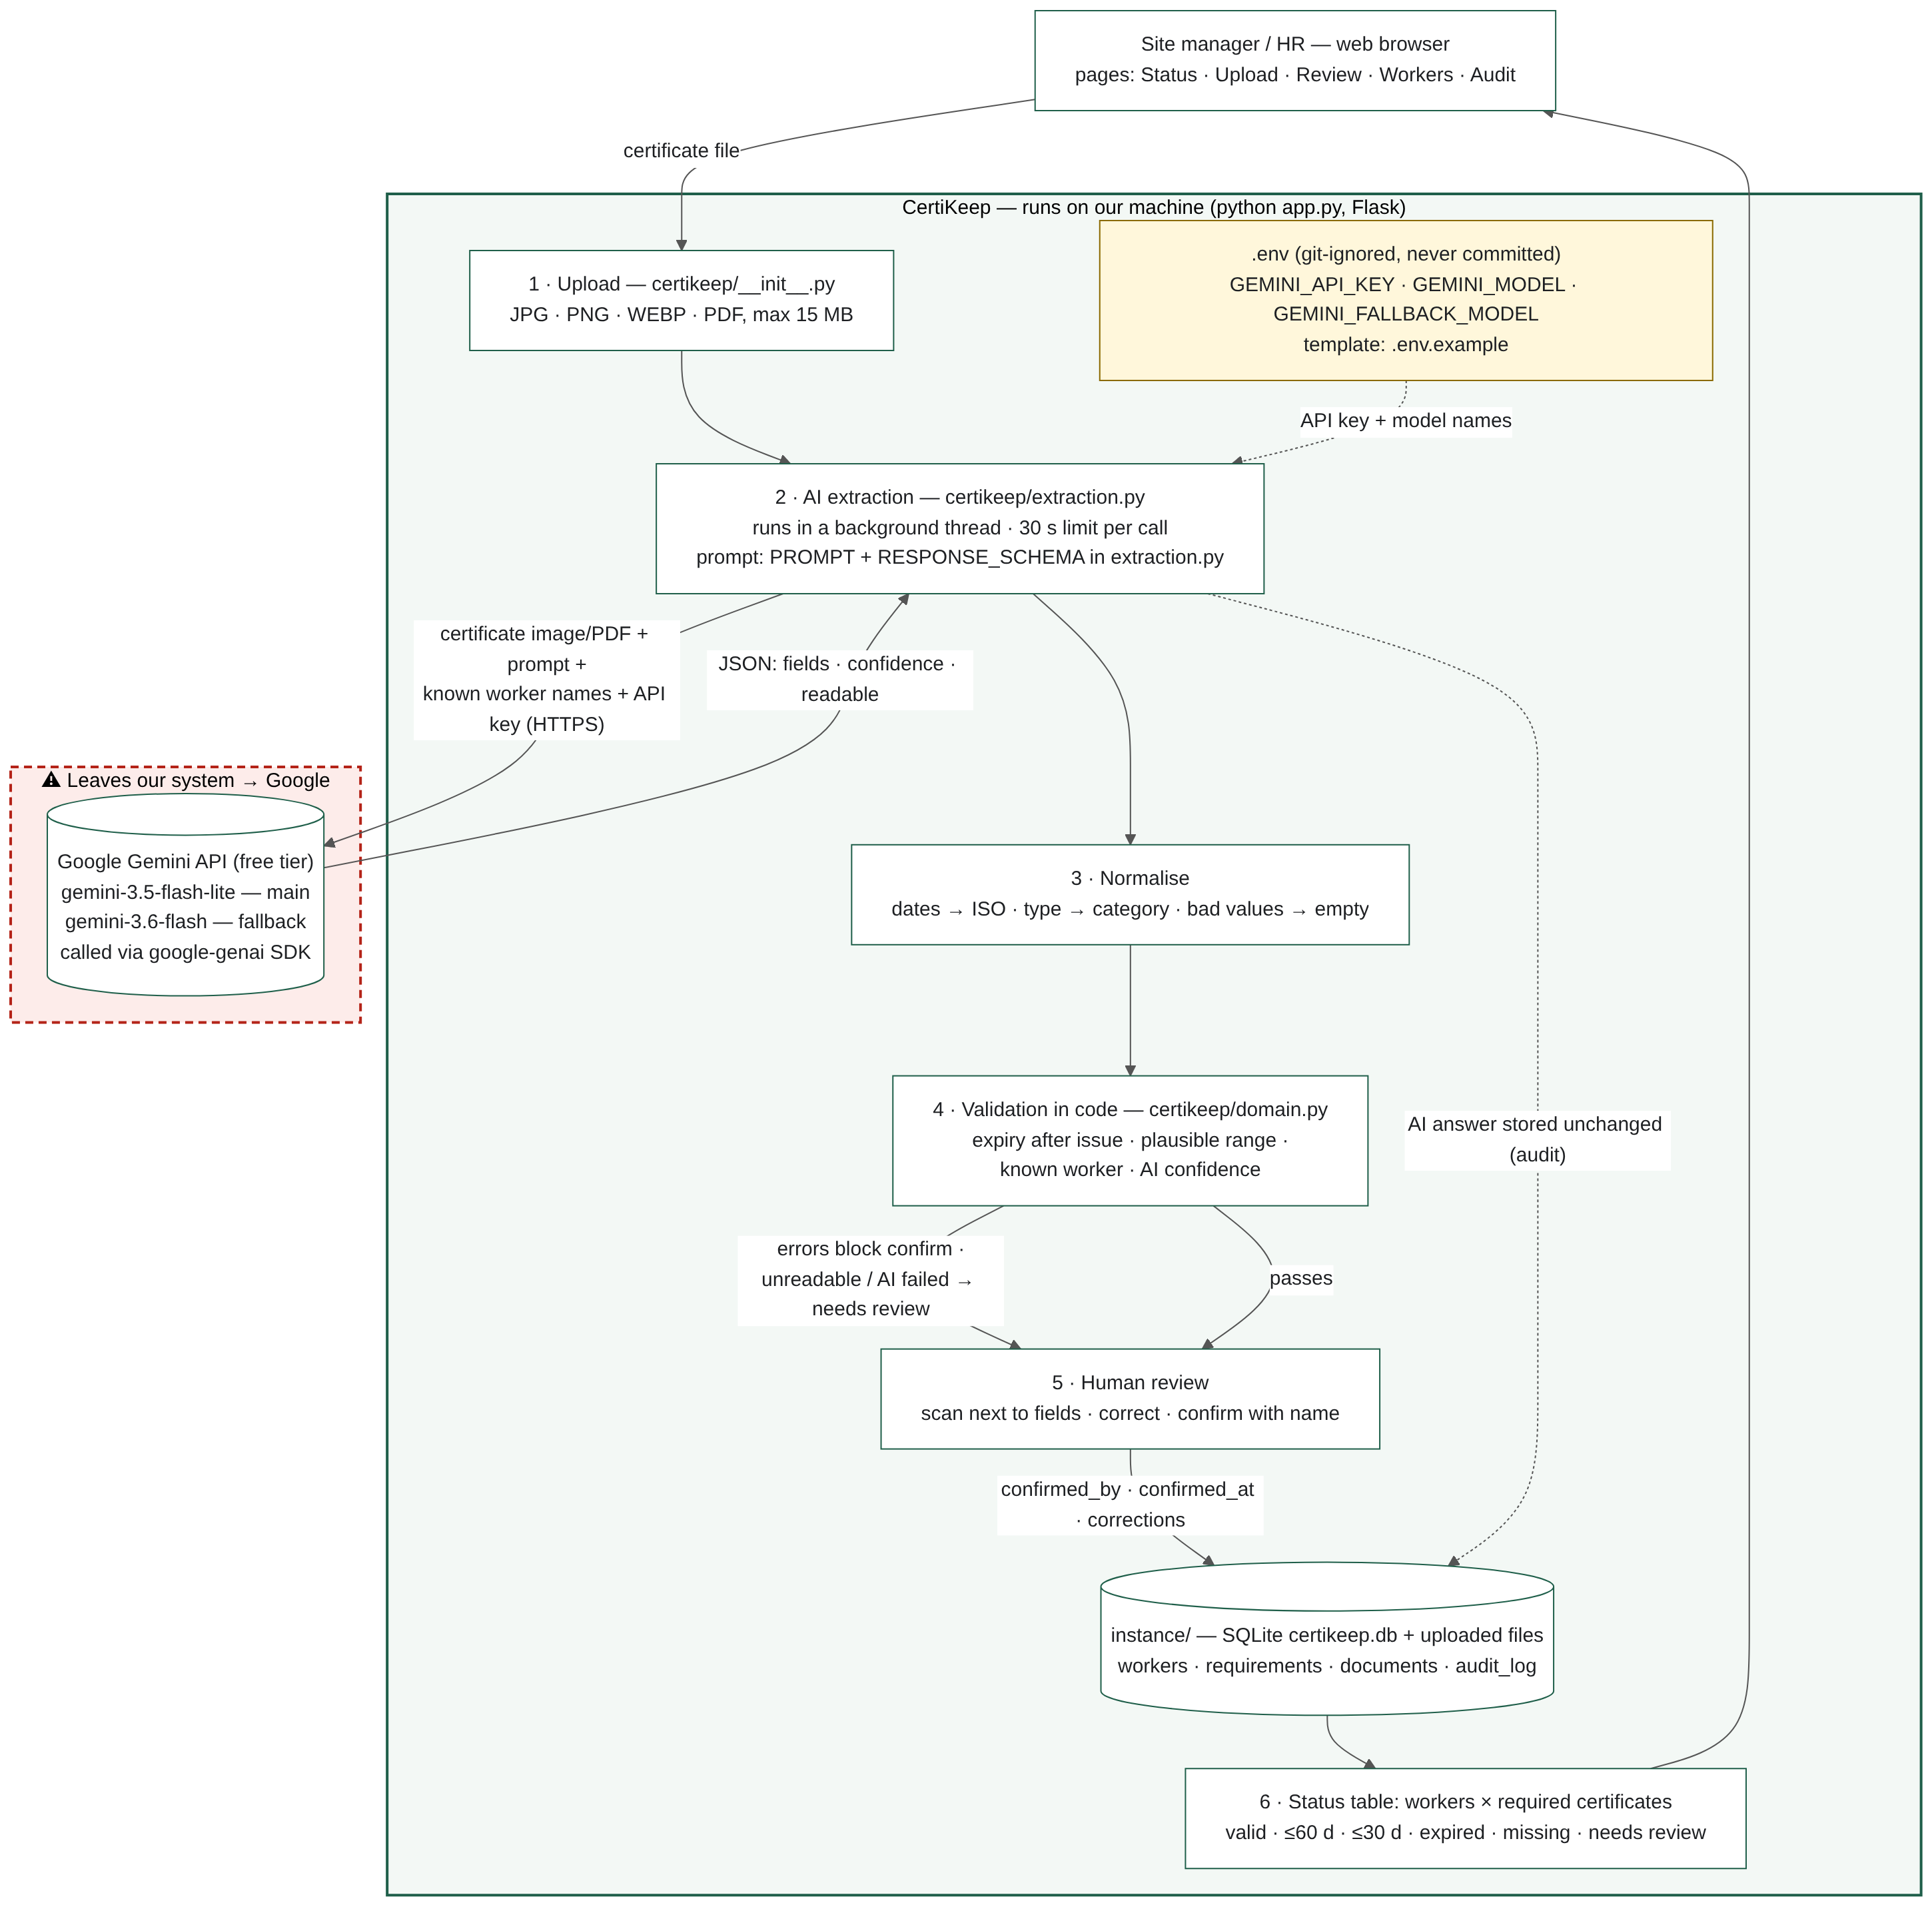 Site manager / HR — web browser
pages: Status · Upload · Review · Workers · Audit
certificate file
CertiKeep — runs on our machine (python app.py, Flask)
1 · Upload — certikeep/__init__.py
JPG · PNG · WEBP · PDF, max 15 MB
.env (git-ignored, never committed)
GEMINI_API_KEY · GEMINI_MODEL ·
GEMINI_FALLBACK_MODEL
template: .env.example
API key + model names
2 · AI extraction — certikeep/extraction.py
runs in a background thread · 30 s limit per call
prompt: PROMPT + RESPONSE_SCHEMA in extraction.py
certificate image/PDF +
prompt +
known worker names + API
key (HTTPS)
JSON: fields · confidence ·
readable
⚠ Leaves our system → Google
Google Gemini API (free tier)
gemini-3.5-flash-lite — main
gemini-3.6-flash — fallback
called via google-genai SDK
3 · Normalise
dates → ISO · type → category · bad values → empty
4 · Validation in code — certikeep/domain.py
expiry after issue · plausible range ·
known worker · AI confidence
AI answer stored unchanged
(audit)
errors block confirm ·
unreadable / AI failed →
needs review
passes
5 · Human review
scan next to fields · correct · confirm with name
confirmed_by · confirmed_at
· corrections
instance/ — SQLite certikeep.db + uploaded files
workers · requirements · documents · audit_log
6 · Status table: workers × required certificates
valid · ≤60 d · ≤30 d · expired · missing · needs review